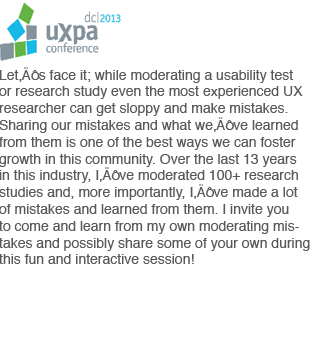 dc|2013
uxpa
conference
Let‚Äôs face it; while moderating a usability test
or research study even the most experienced UX
researcher can get sloppy and make mistakes.
Sharing our mistakes and what we‚Äôve learned
from them is one of the best ways we can foster
growth in this community. Over the last 13 years
in this industry, I‚Äôve moderated 100+ research
studies and, more importantly, I‚Äôve made a lot
of mistakes and learned from them. I invite you
to come and learn from my own moderating mis-
takes and possibly share some of your own during
this fun and interactive session!